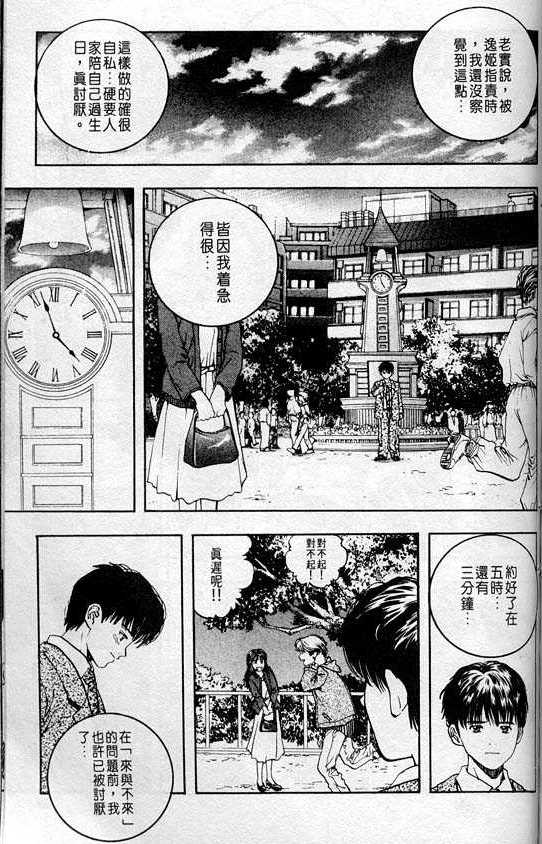 老實說，被
逸姬指責時
，我還沒察
覺到這點…
這樣做的確很
自私…硬要人
家陪自己過生
日，真討厭。
皆因我着急
得很…
約好了在
五時…
還有
三分鐘…
對不起！
對不起！
真遲呢!!
在「來與不來」
的問題前，我
也許已被討厭
了…